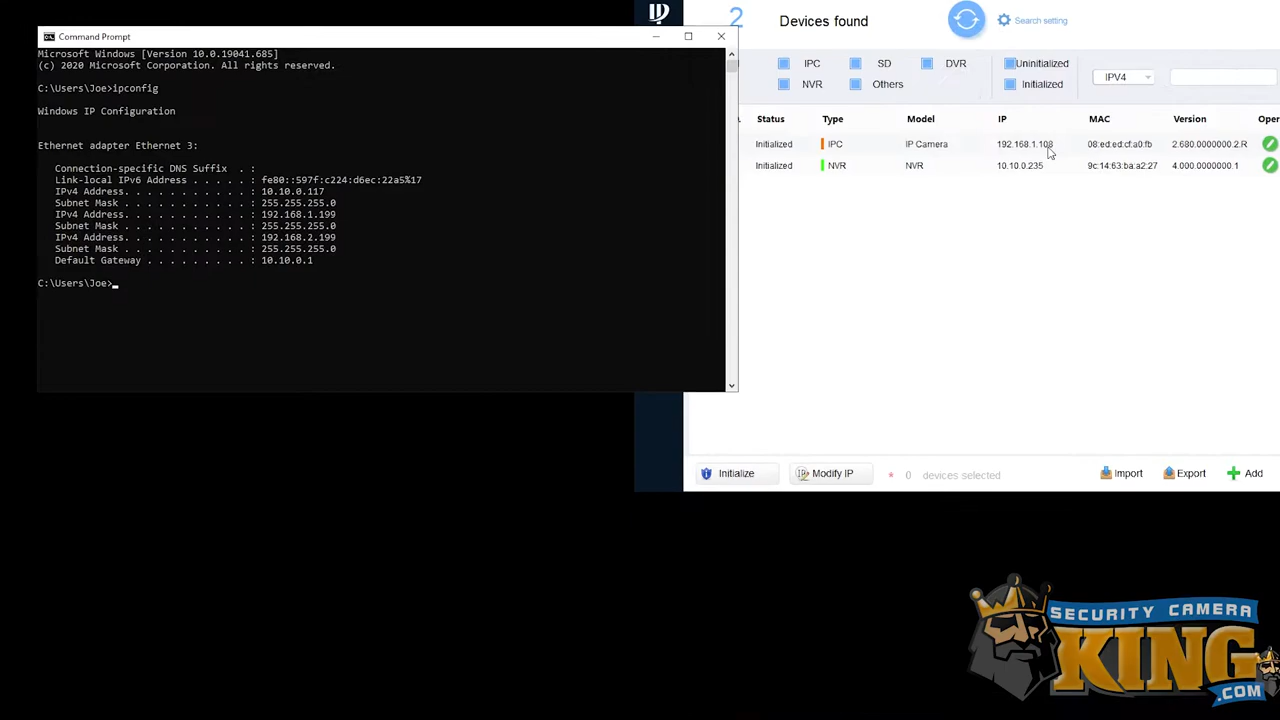 Command Prompt
Microsoft Windows [Version 10.0.19041.685]
(c) 2020 Microsoft Corporation. All rights reserved.
C:\Users\Joe>ipconfig
Windows IP Configuration
Ethernet adapter Ethernet 3:
Connection-specific DNS Suffix . :
Link-local IPv6 Address . . . . . : fe80::597f:c224:d6ec:22a5%17
IPv4 Address. . . . . . . . . . . : 10.10.0.117
Subnet Mask . . . . . . . . . . . : 255.255.255.0
IPv4 Address. . . . . . . . . . . : 192.168.1.199
Subnet Mask . . . . . . . . . . . : 255.255.255.0
IPv4 Address. . . . . . . . . . . : 192.168.2.199
Subnet Mask . . . . . . . . . . . : 255.255.255.0
Default Gateway . . . . . . . . . : 10.10.0.1
C:\Users\Joe>
IP
2 Devices found
Search setting
IPC SD DVR Uninitialized
NVR Others Initialized
IPV4
Status Type Model IP MAC Version Oper
Initialized IPC IP Camera 192.168.1.108 08:ed:ed:cf:a0:fb 2.680.0000000.2.R
Initialized NVR NVR 10.10.0.235 9c:14:63:ba:a2:27 4.000.0000000.1
Initialize Modify IP * 0 devices selected Import Export Add
SECURITY CAMERA
KING
.COM